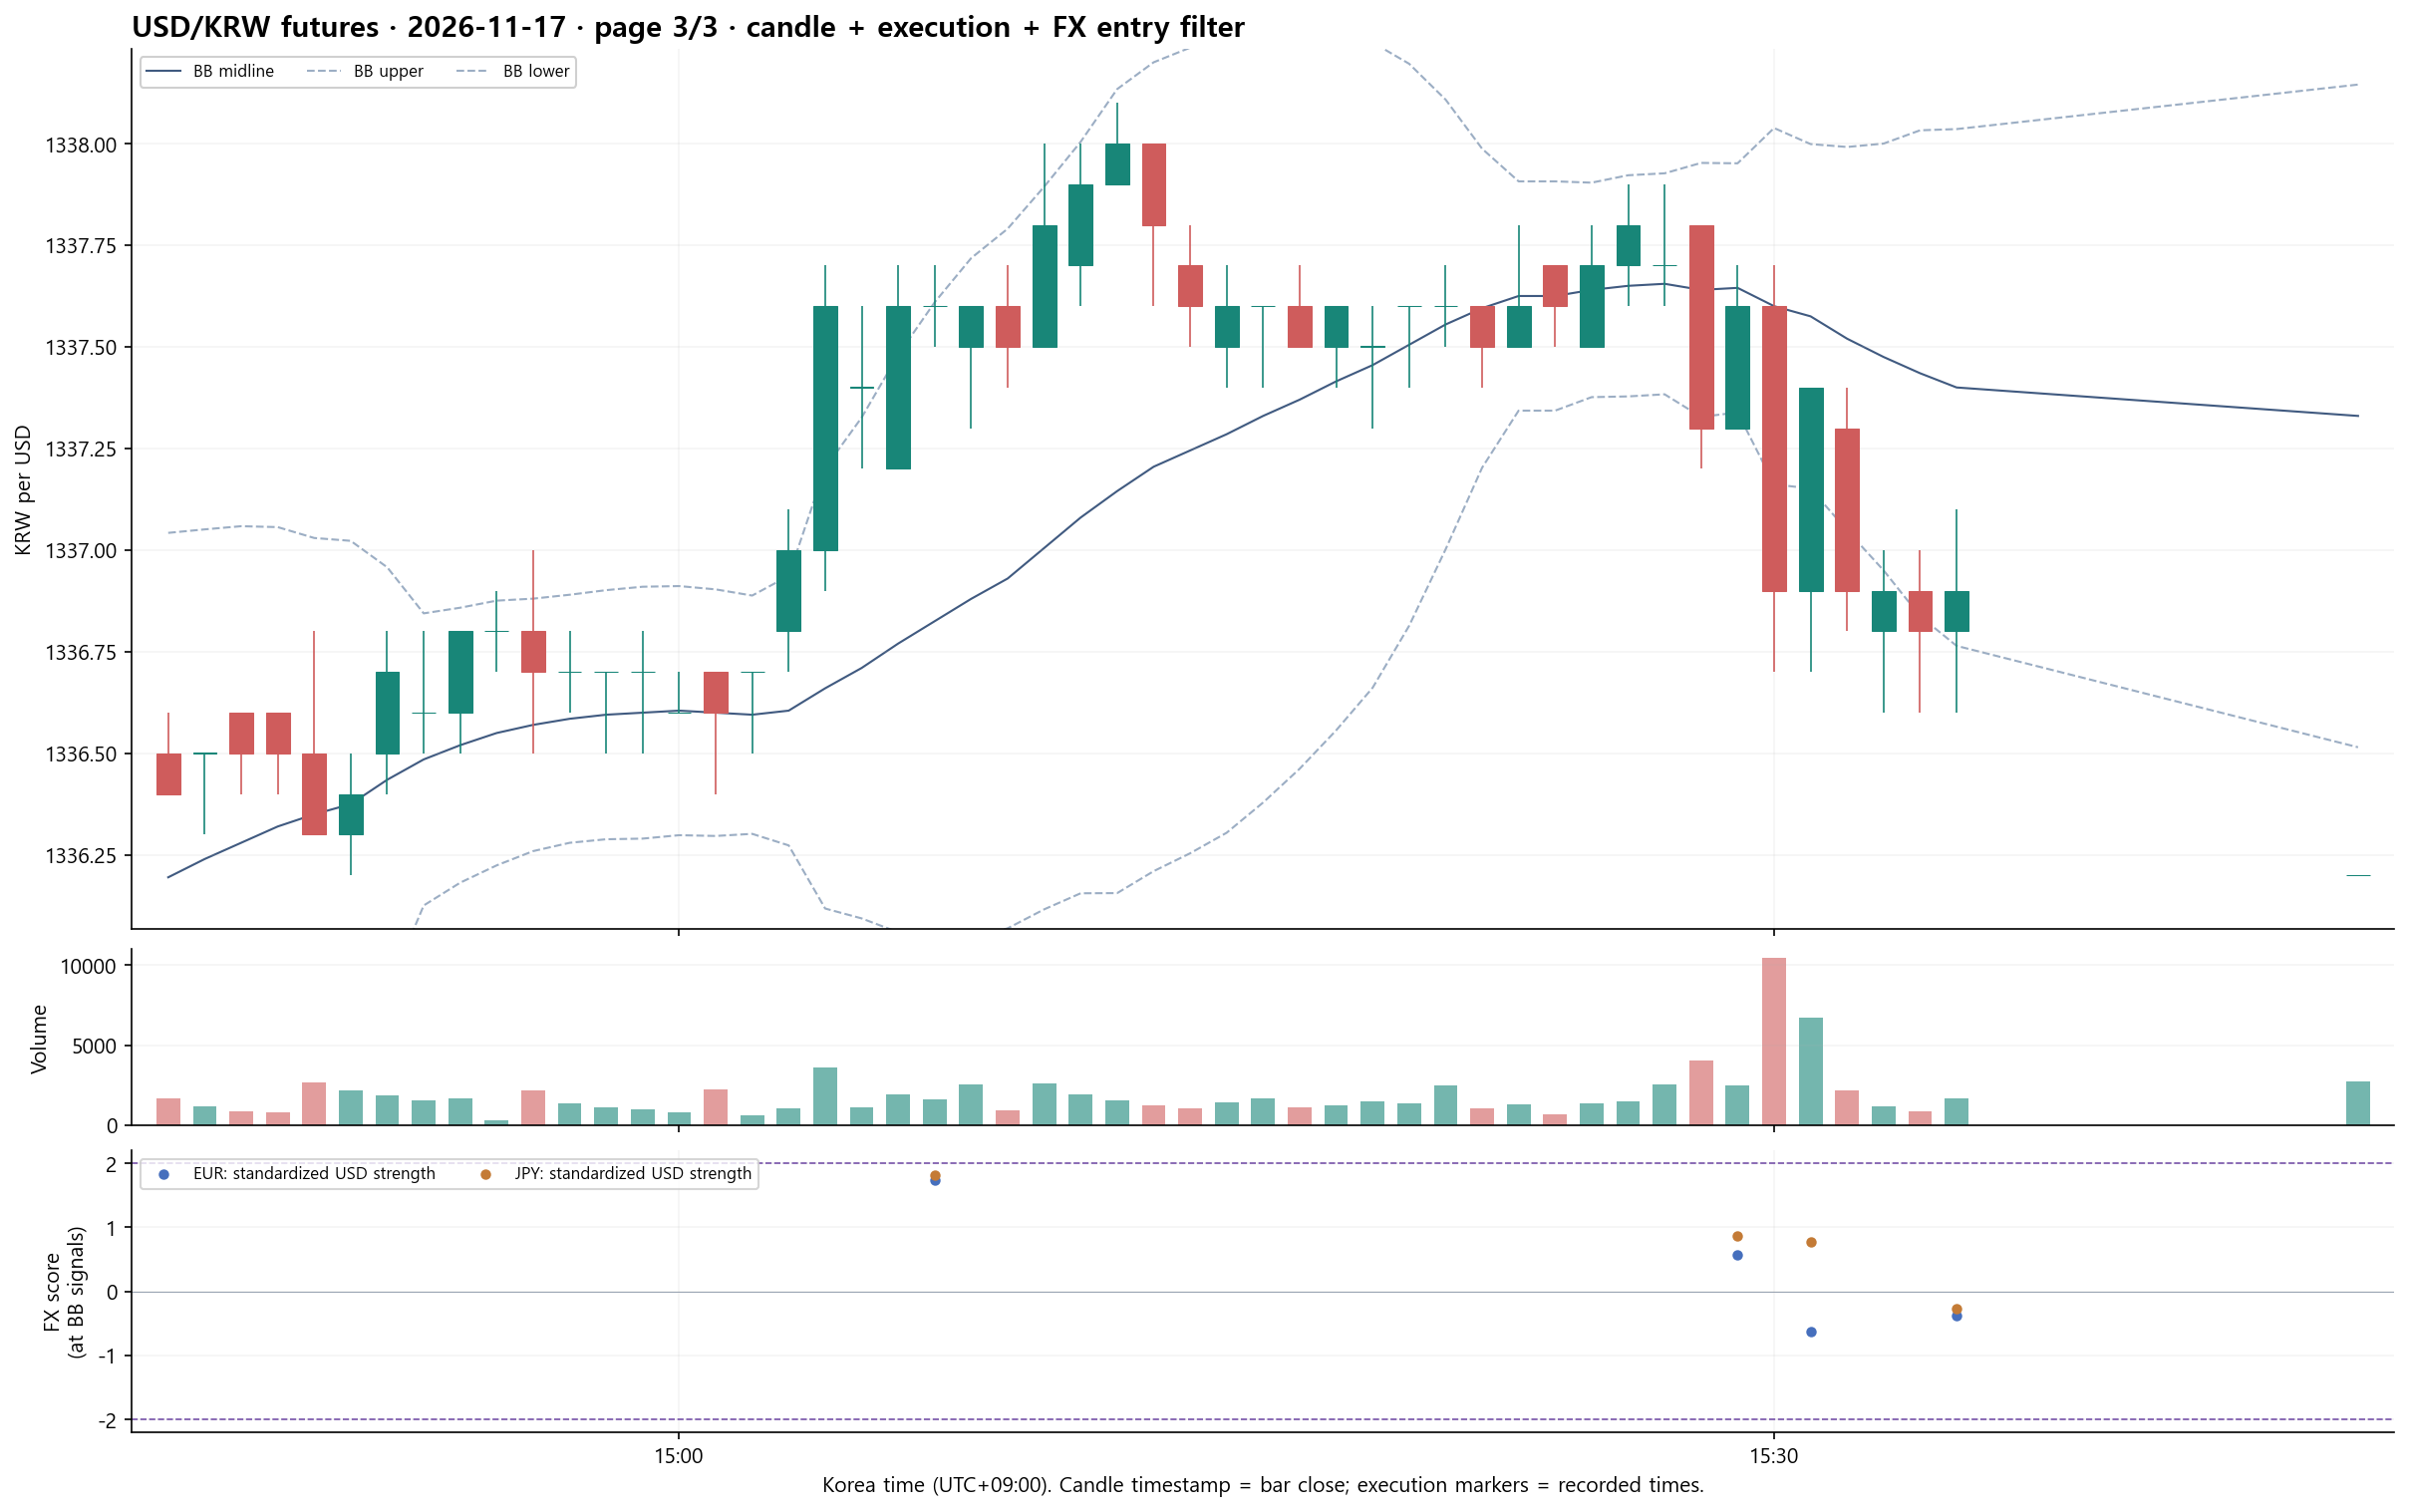 USD/KRW futures · 2026-11-17 · page 3/3 · candle + execution + FX entry filter
BB midline
BB upper
BB lower
KRW per USD
1338.00
1337.75
1337.50
1337.25
1337.00
1336.75
1336.50
1336.25
Volume
10000
5000
0
EUR: standardized USD strength
JPY: standardized USD strength
FX score
(at BB signals)
2
1
0
-1
-2
15:00
15:30
Korea time (UTC+09:00). Candle timestamp = bar close; execution markers = recorded times.